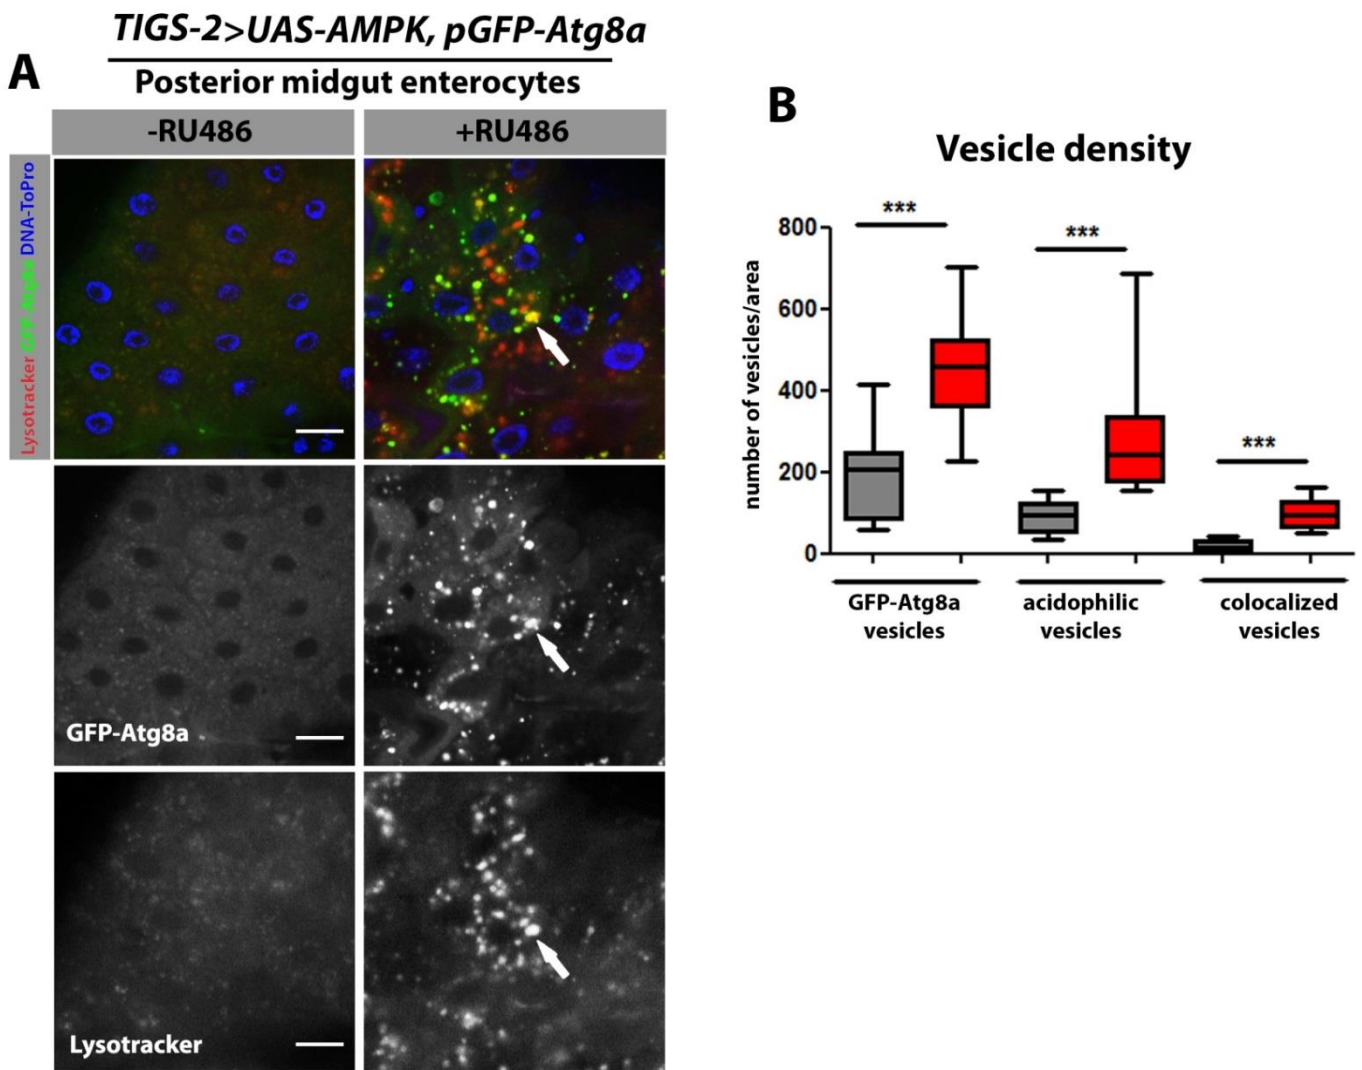 TIGS-2>UAS-AMPK, pGFP-Atg8a
A
Posterior midgut enterocytes
-RU486
+RU486
Lysotracker GFP-Atg8a DNA-ToPro
GFP-Atg8a
Lysotracker
B
Vesicle density
number of vesicles/area
800
600
400
200
0
***
***
***
GFP-Atg8a
vesicles
acidophilic
vesicles
colocalized
vesicles